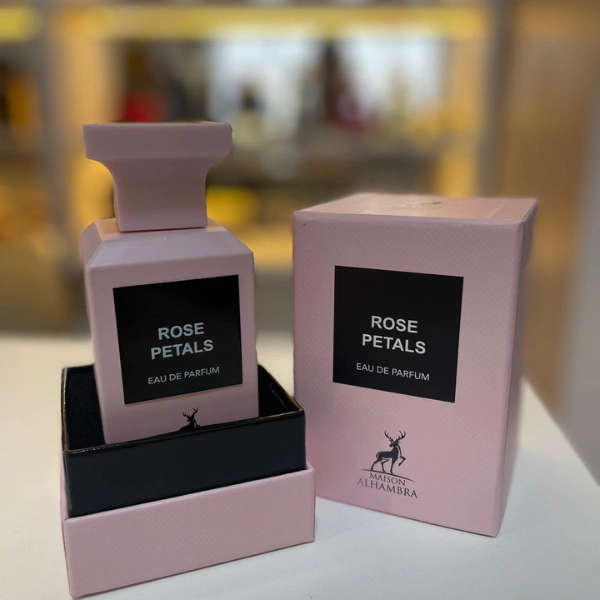 ROSE
PETALS
EAU DE PARFUM
ROSE
PETALS
EAU DE PARFUM
MAISON
ALHAMBRA